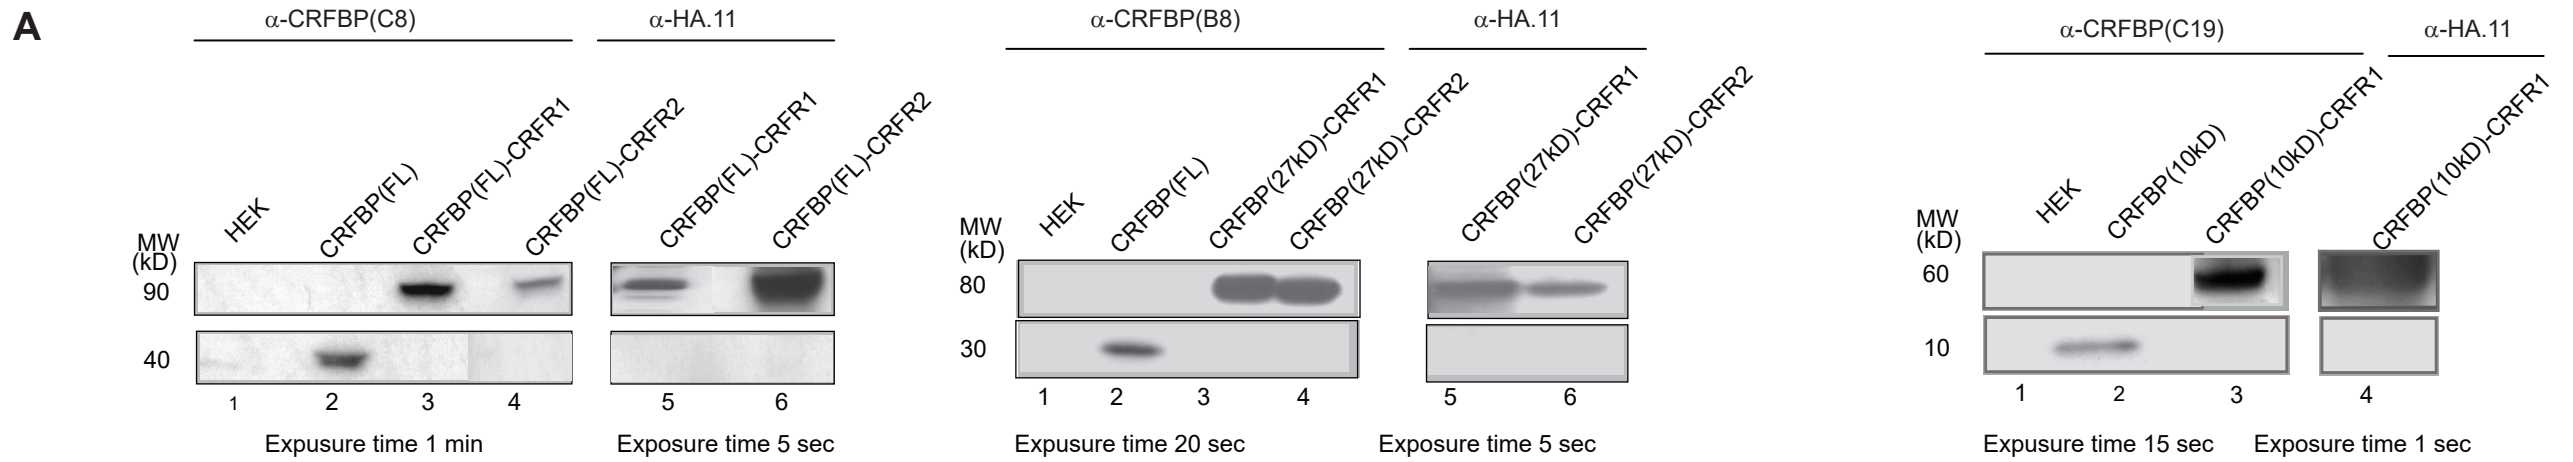 A
α-CRFBP(C8)
α-HA.11
HEK
CRFBP(FL)
CRFBP(FL)-CRFR1
CRFBP(FL)-CRFR2
CRFBP(FL)-CRFR1
CRFBP(FL)-CRFR2
MW
(kD)
90
40
1 2 3 4 5 6
Expusure time 1 min
Exposure time 5 sec
α-CRFBP(B8)
α-HA.11
HEK
CRFBP(FL)
CRFBP(27kD)-CRFR1
CRFBP(27kD)-CRFR2
CRFBP(27kD)-CRFR1
CRFBP(27kD)-CRFR2
MW
(kD)
80
30
1 2 3 4 5 6
Expusure time 20 sec
Exposure time 5 sec
α-CRFBP(C19)
α-HA.11
HEK
CRFBP(10kD)
CRFBP(10kD)-CRFR1
CRFBP(10kD)-CRFR1
MW
(kD)
60
10
1 2 3 4
Expusure time 15 sec
Exposure time 1 sec